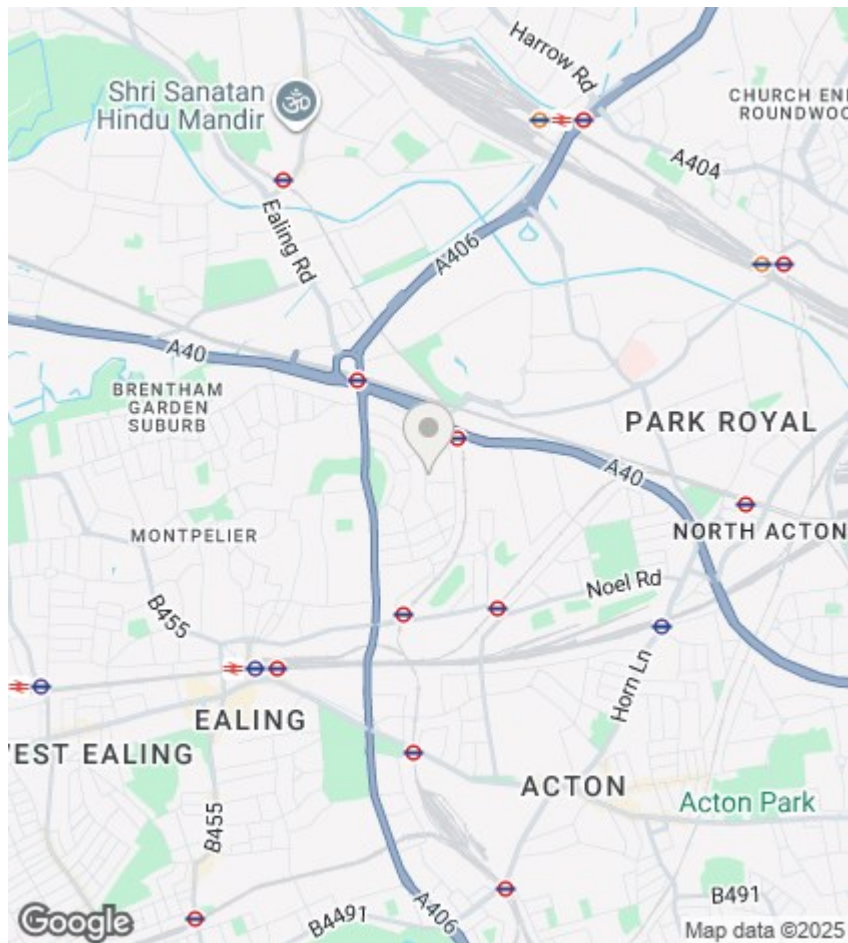 Harrow Rd
Shri Sanatan
Hindu Mandir
CHURCH EN
ROUNDWOO
A404
Ealing Rd
A406
A40
BRENTHAM
GARDEN
SUBURB
PARK ROYAL
A40
MONTPELIER
NORTH ACTON
Noel Rd
B455
Horn Ln
EALING
EST EALING
ACTON
Acton Park
B455
B4491
A406
B491
Google
Map data ©2025